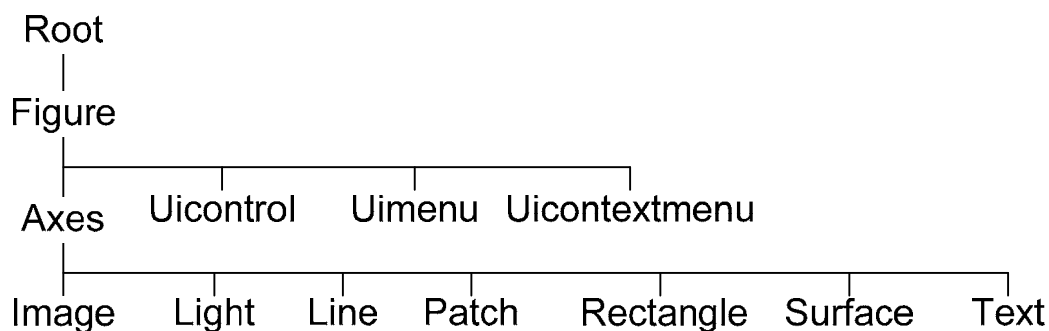 Root
Figure
Axes Uicontrol Uimenu Uicontextmenu
Image Light Line Patch Rectangle Surface Text